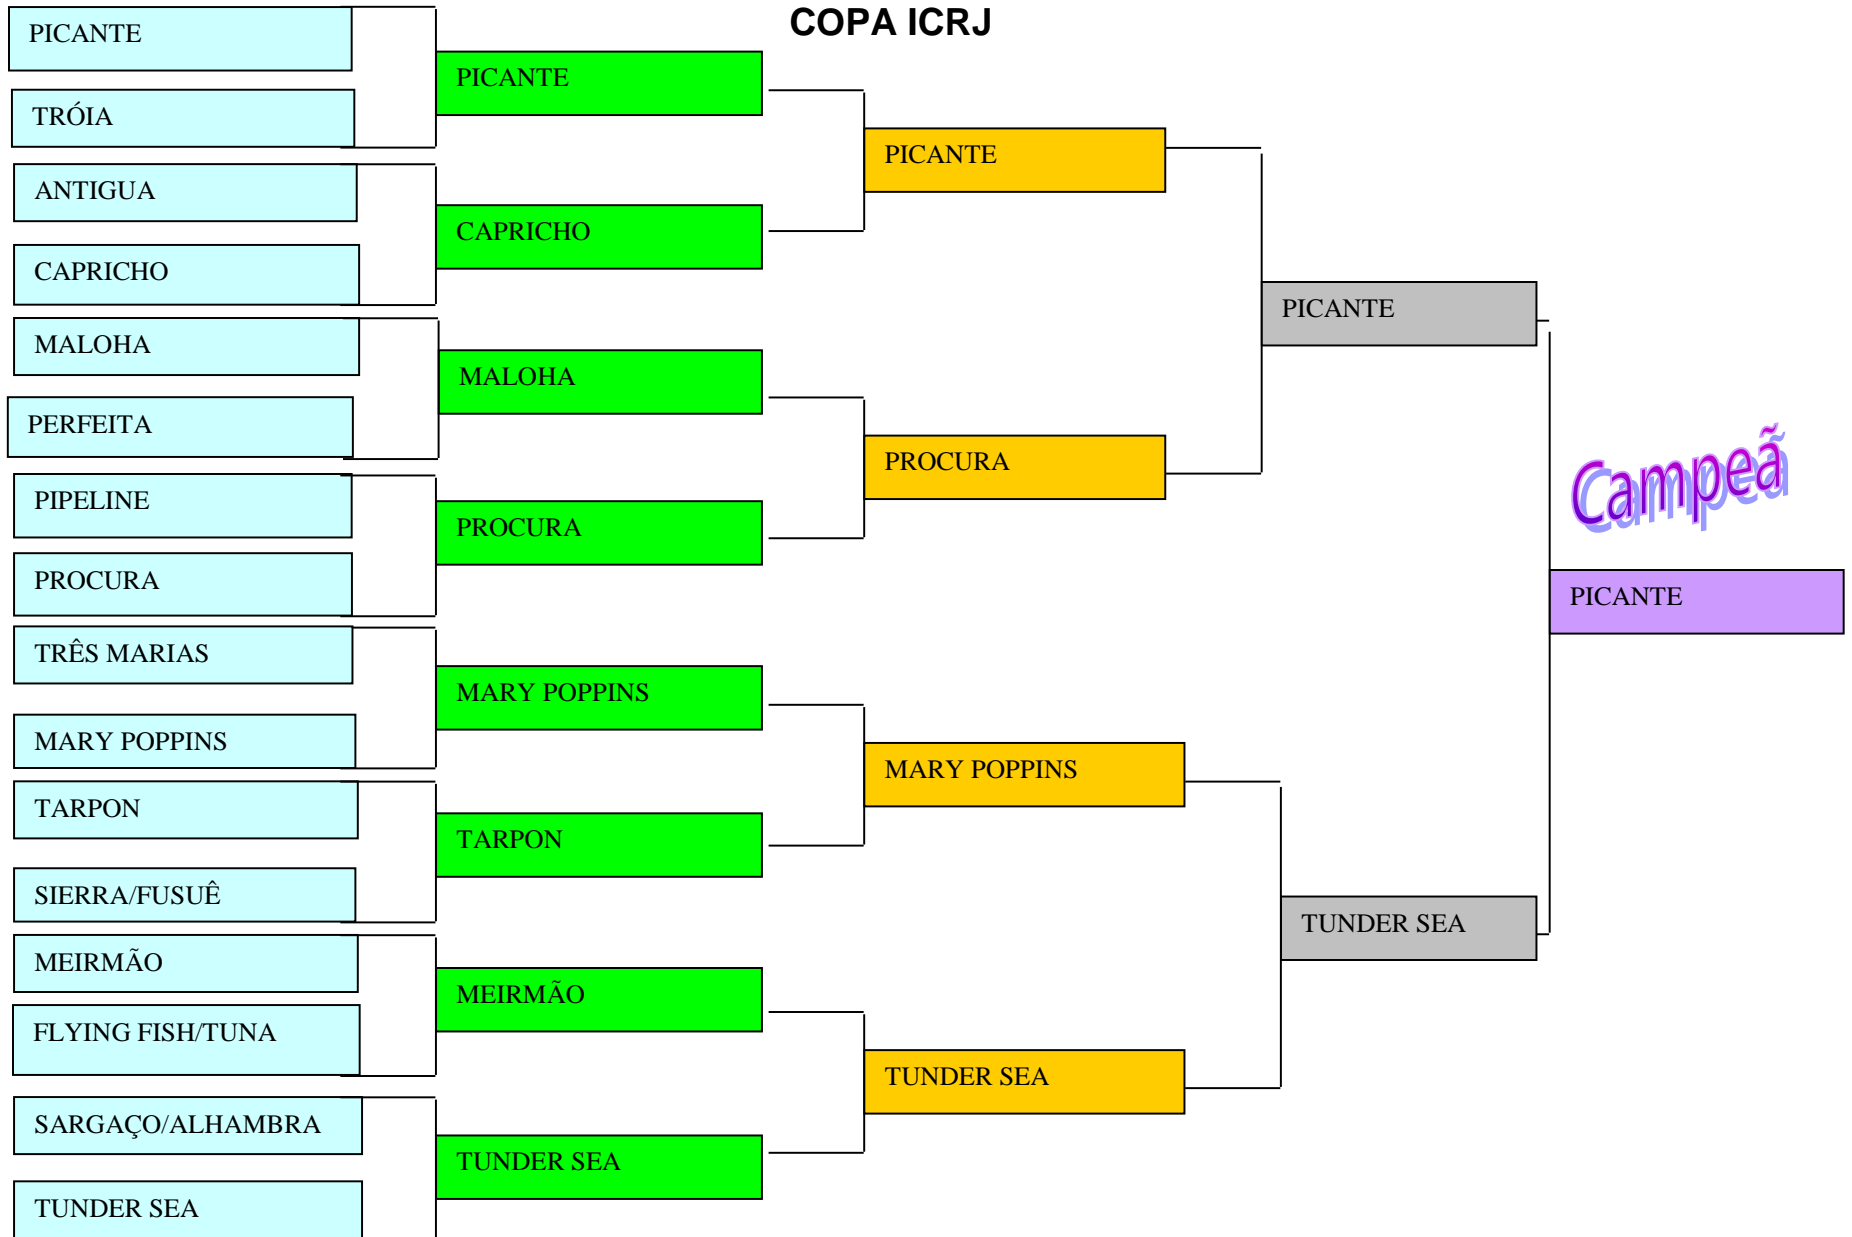 COPA ICRJ
PICANTE
TRÓIA
ANTIGUA
CAPRICHO
MALOHA
PERFEITA
PIPELINE
PROCURA
TRÊS MARIAS
MARY POPPINS
TARPON
SIERRA/FUSUÊ
MEIRMÃO
FLYING FISH/TUNA
SARGAÇO/ALHAMBRA
TUNDER SEA
PICANTE
CAPRICHO
MALOHA
PROCURA
MARY POPPINS
TARPON
MEIRMÃO
TUNDER SEA
PICANTE
PROCURA
MARY POPPINS
TUNDER SEA
PICANTE
TUNDER SEA
Campeã
PICANTE